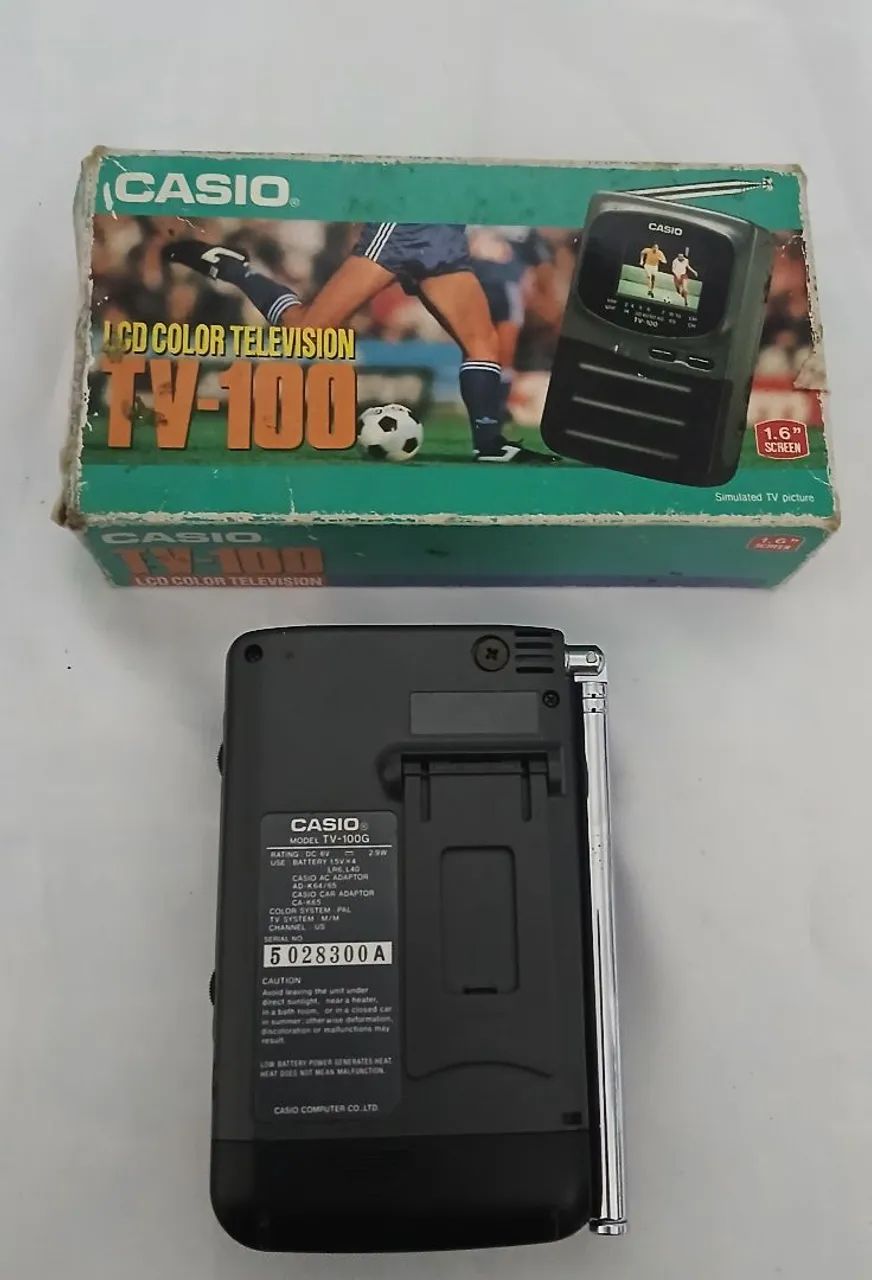 CASIO®
CASIO
TV-100
LCD COLOR TELEVISION
TV-100
1.6"
SCREEN
Simulated TV picture
CASIO
TV-100
LCD COLOR TELEVISION
1.6"
SCREEN
CASIO®
MODEL TV-100G
RATING : DC 6V ⎓ 2.9W
USE : BATTERY 1.5V×4
LR6, L40
CASIO AC ADAPTOR
AD-K64/65
CASIO CAR ADAPTOR
CA-K65
COLOR SYSTEM : PAL
TV SYSTEM : M/M
CHANNEL : US
SERIAL NO.
5028300A
CAUTION
Avoid leaving the unit under
direct sunlight, near a heater,
in a bath room, or in a closed car
in summer; otherwise deformation,
discoloration or malfunctions may
result.
LOW BATTERY POWER GENERATES HEAT.
HEAT DOES NOT MEAN MALFUNCTION.
CASIO COMPUTER CO., LTD.